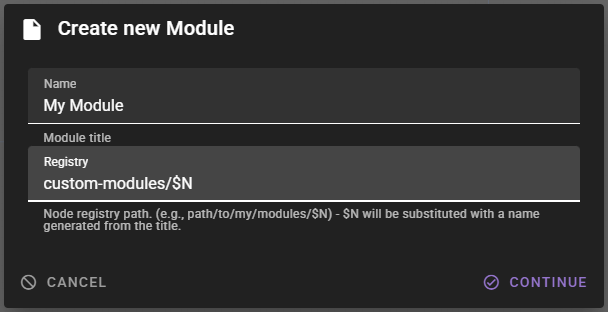 Create new Module
Name
My Module
Module title
Registry
custom-modules/$N
Node registry path. (e.g., path/to/my/modules/$N) - $N will be substituted with a name
generated from the title.
CANCEL
CONTINUE